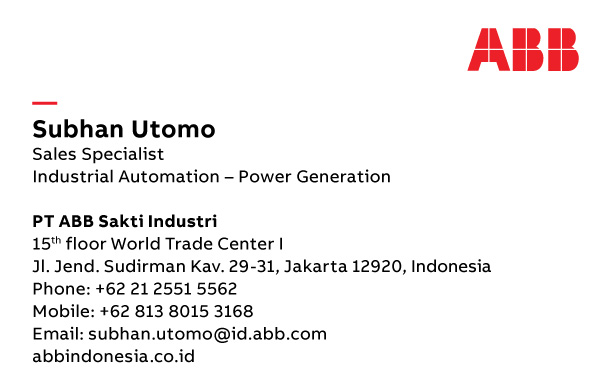 ABB
Subhan Utomo
Sales Specialist
Industrial Automation – Power Generation
PT ABB Sakti Industri
15th floor World Trade Center I
Jl. Jend. Sudirman Kav. 29-31, Jakarta 12920, Indonesia
Phone: +62 21 2551 5562
Mobile: +62 813 8015 3168
Email: subhan.utomo@id.abb.com
abbindonesia.co.id